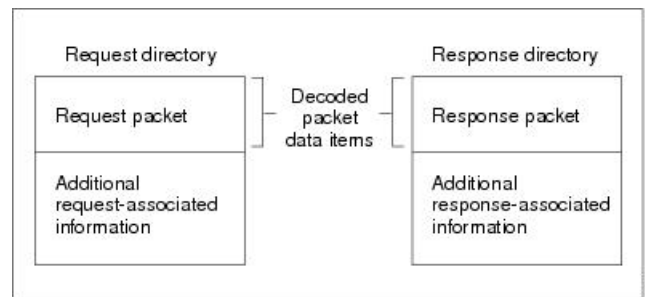 Request directory
Request packet
Additional
request-associated
information
Decoded
packet
data items
Response directory
Response packet
Additional
response-associated
information